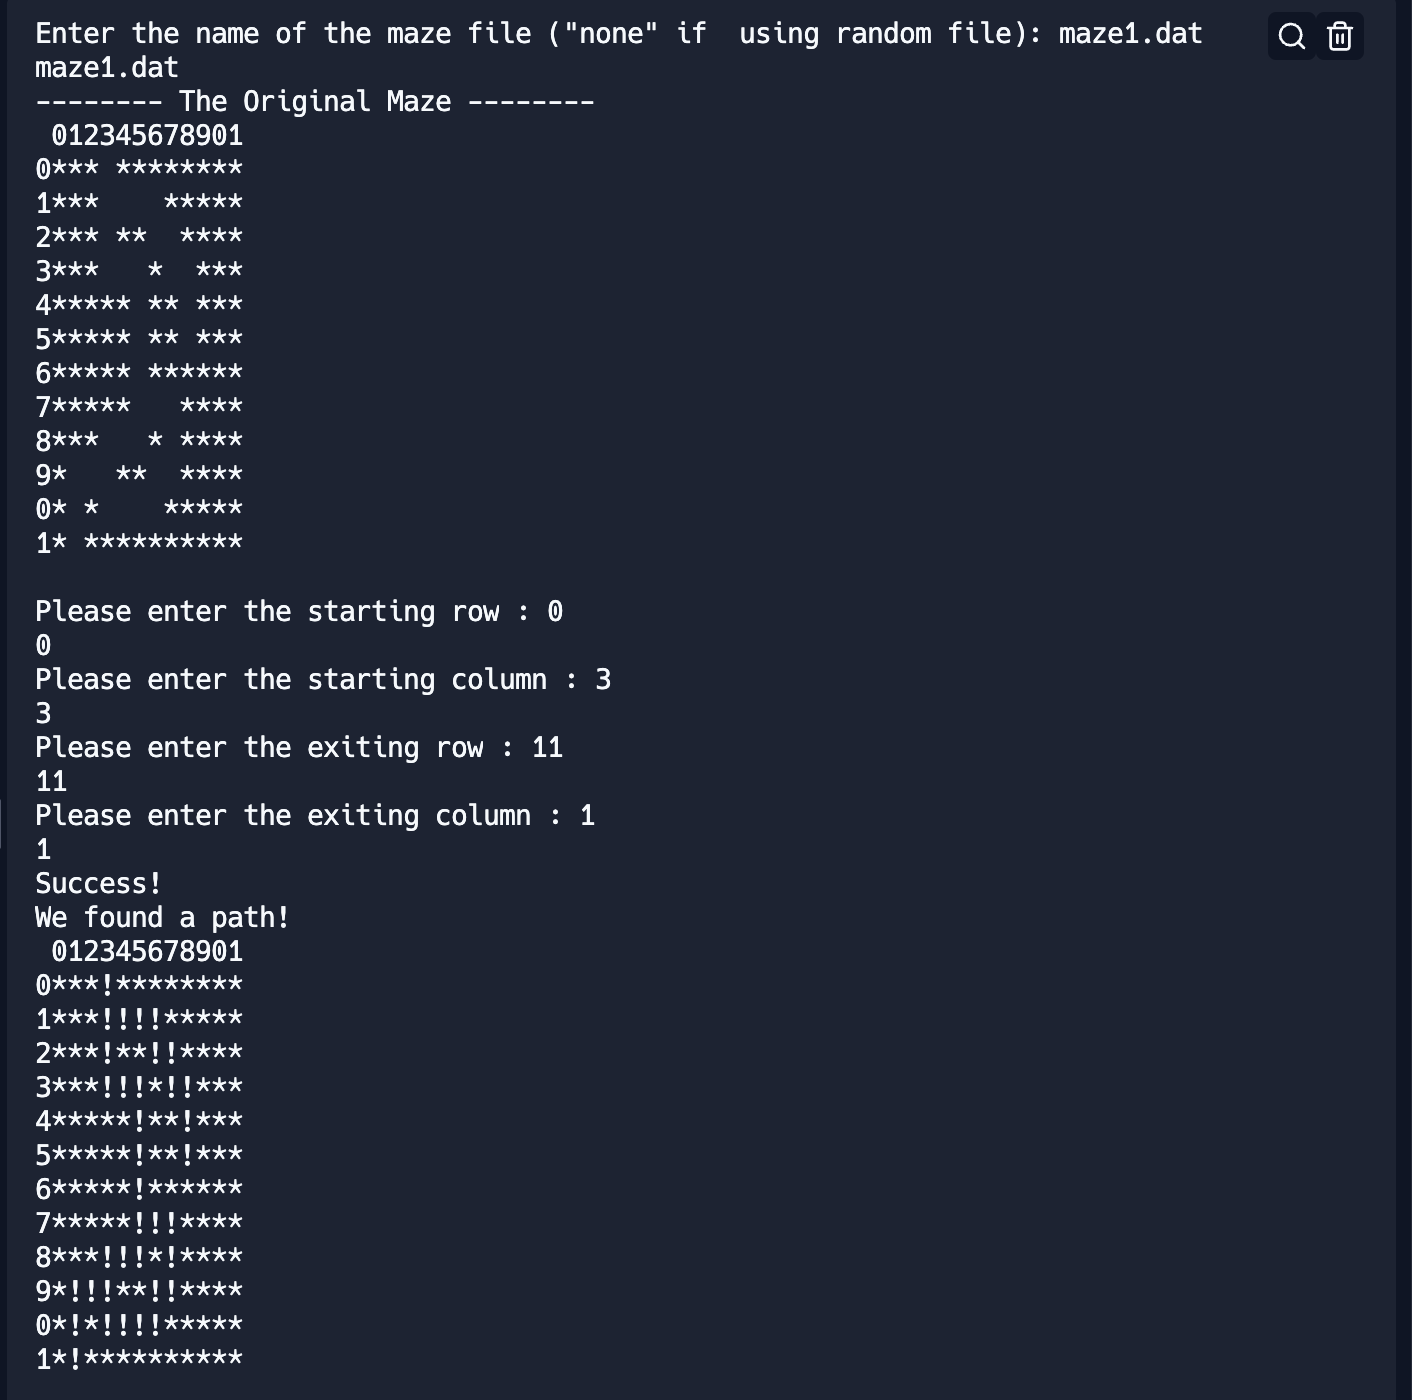 Enter the name of the maze file ("none" if  using random file): maze1.dat
maze1.dat
-------- The Original Maze --------
 012345678901
0*** ********
1***    *****
2*** **  ****
3***   *  ***
4***** ** ***
5***** ** ***
6***** ******
7*****   ****
8***   * ****
9*   **  ****
0* *    *****
1* **********

Please enter the starting row : 0
0
Please enter the starting column : 3
3
Please enter the exiting row : 11
11
Please enter the exiting column : 1
1
Success!
We found a path!
 012345678901
0***!********
1***!!!!*****
2***!**!!****
3***!!!*!!***
4*****!**!***
5*****!**!***
6*****!******
7*****!!!****
8***!!!*!****
9*!!!**!!****
0*!*!!!!*****
1*!**********